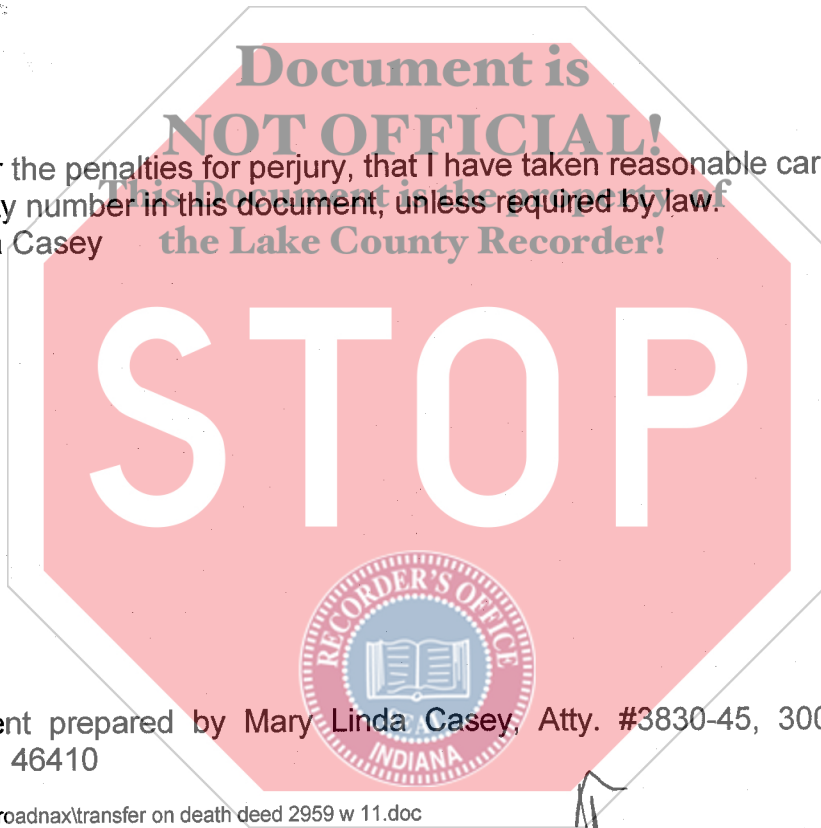 Document is
NOT OFFICIAL!
the penalties for perjury, that I have taken reasonable
This Document is the property of
number in this document, unless required by law.
the Lake County Recorder!
Casey
STOP
RECORDER'S OFFICE
SEAL
INDIANA
prepared by Mary Linda Casey, Atty. #3830-45, 300
46410
roadnax\transfer on death deed 2959 w 11.doc